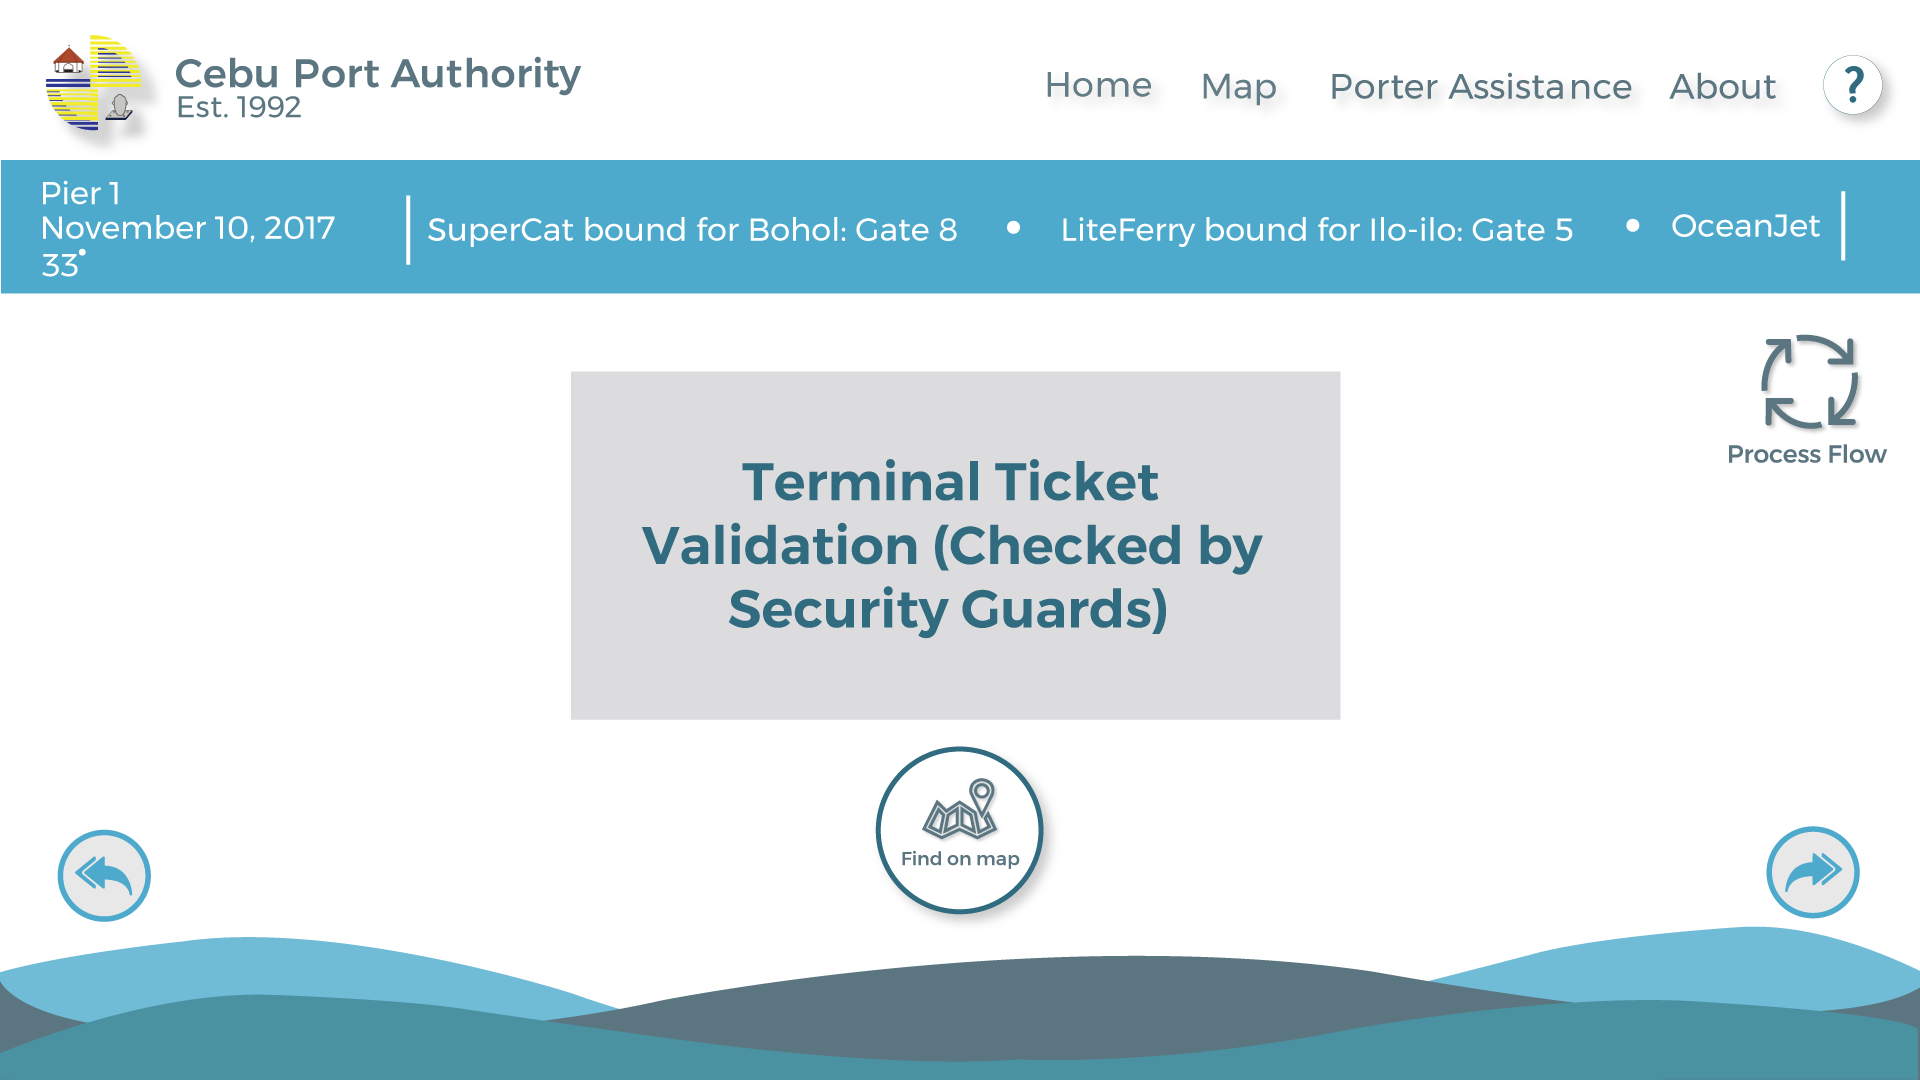 Cebu Port Authority
Est. 1992
Home
Map
Porter Assistance
About
?
Pier 1
November 10, 2017
33°
SuperCat bound for Bohol: Gate 8 • LiteFerry bound for Ilo-ilo: Gate 5 • OceanJet
Process Flow
Terminal Ticket
Validation (Checked by
Security Guards)
Find on map